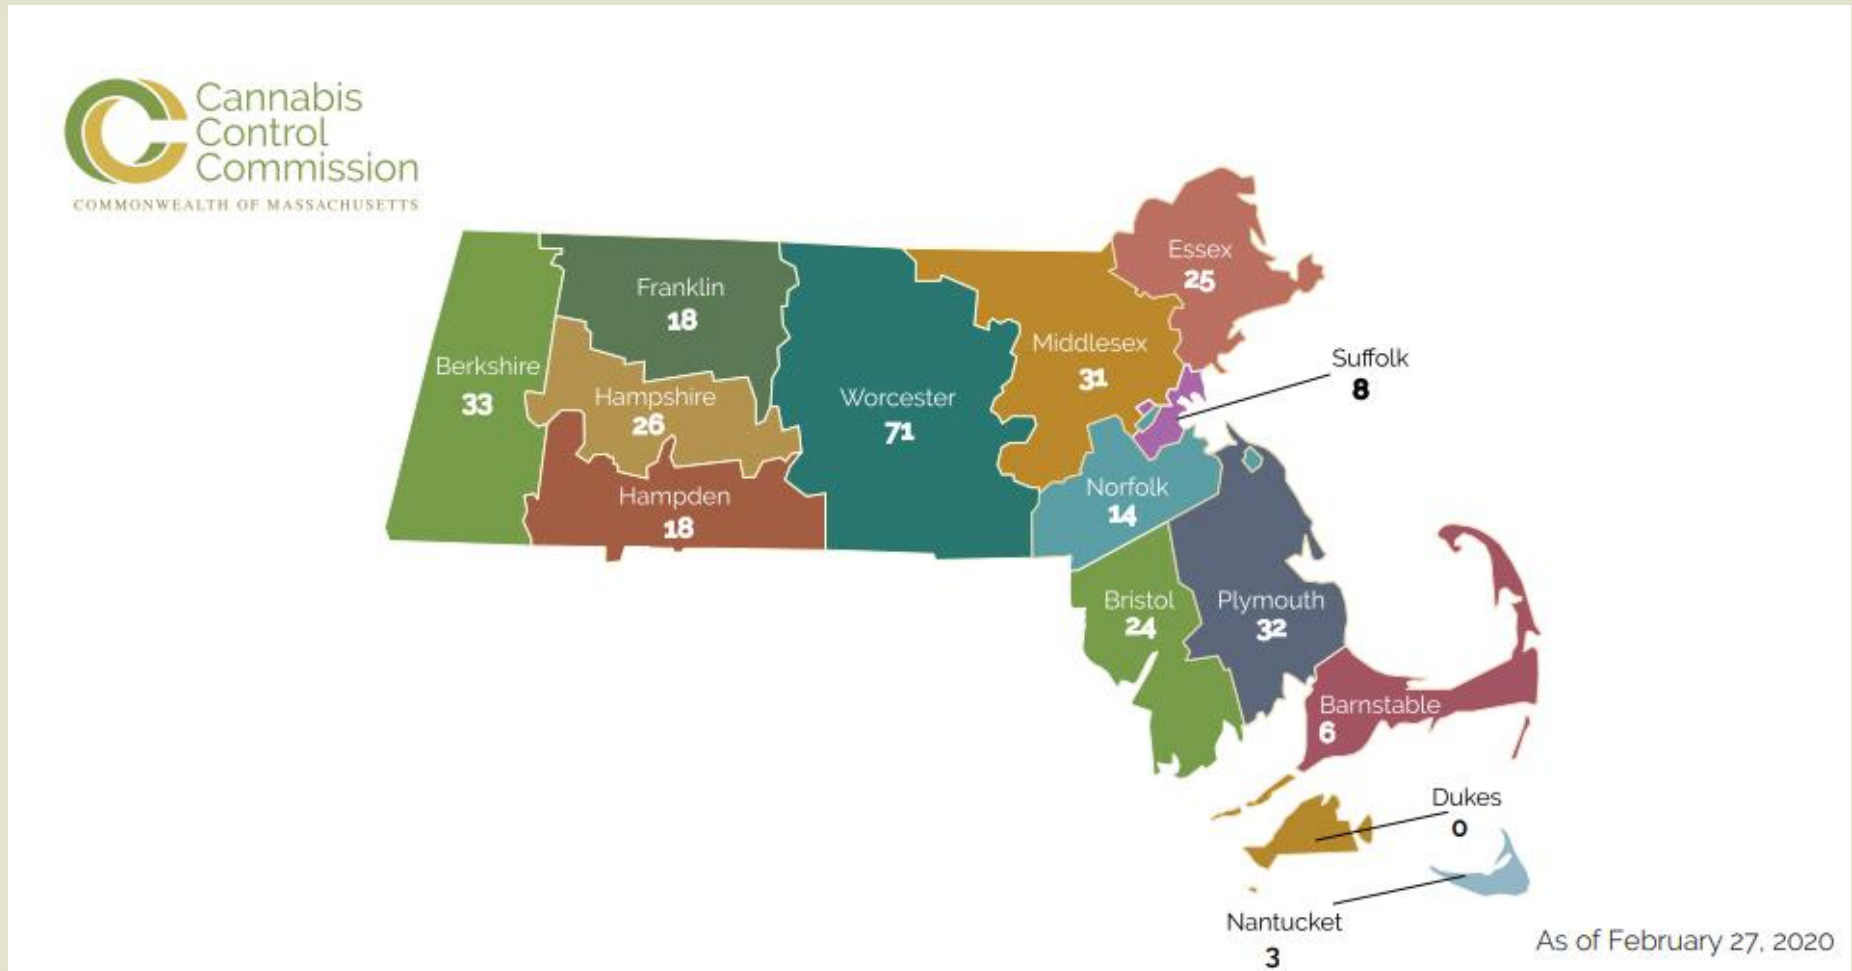 Cannabis
Control
Commission
COMMONWEALTH OF MASSACHUSETTS
Essex
25
Franklin
18
Middlesex
31
Suffolk
8
Berkshire
33
Hampshire
26
Worcester
71
Hampden
18
Norfolk
14
Bristol
24
Plymouth
32
Barnstable
6
Dukes
0
Nantucket
3
As of February 27, 2020